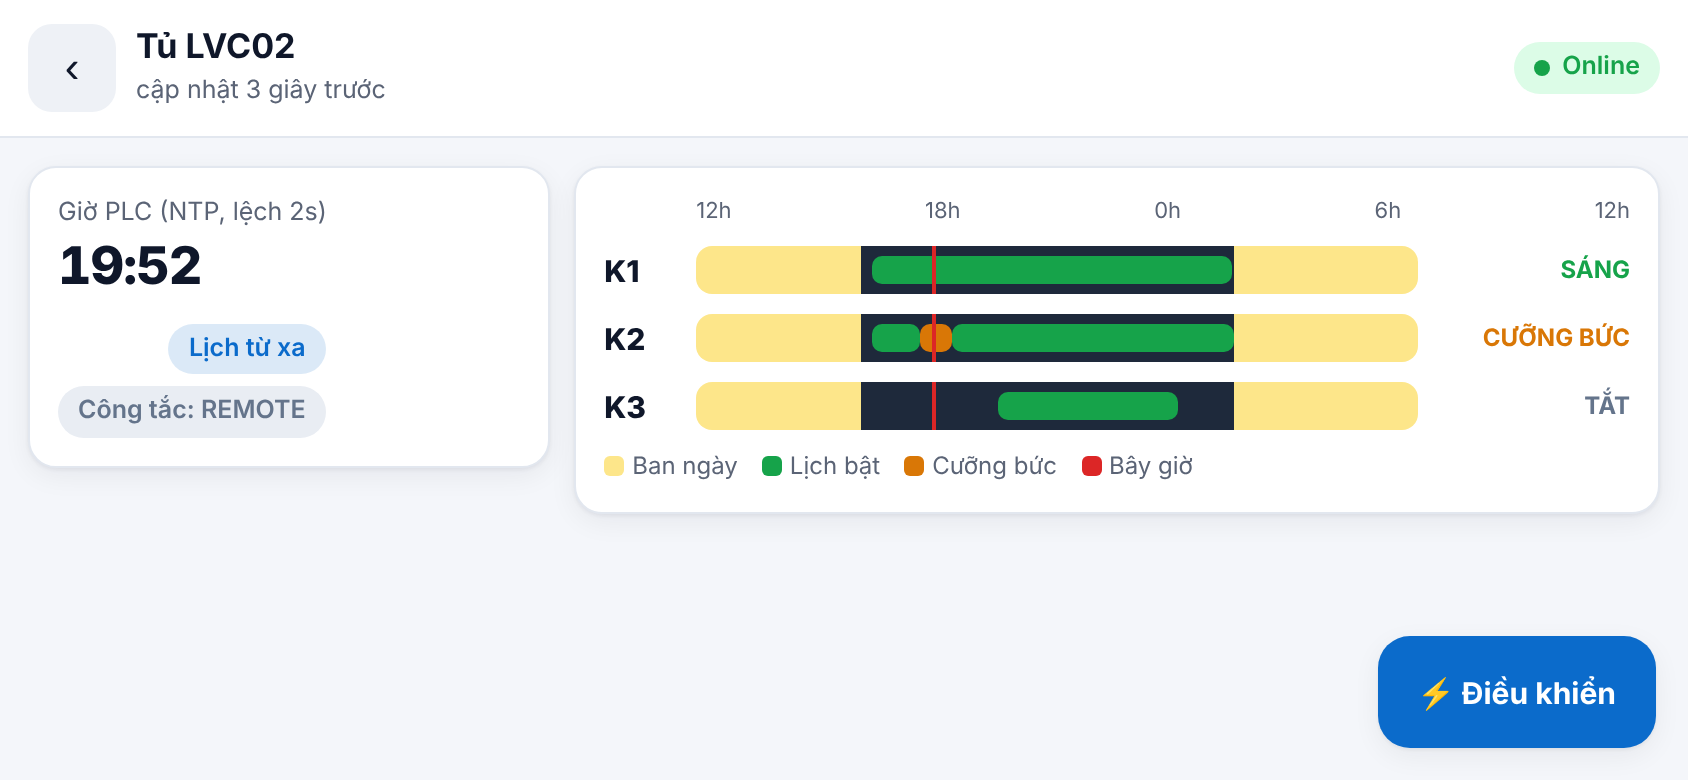 ‹
Tủ LVC02
cập nhật 3 giây trước
Online
Giờ PLC (NTP, lệch 2s)
19:52
Lịch từ xa
Công tắc: REMOTE
12h 18h 0h 6h 12h
K1 SÁNG
K2 CƯỠNG BỨC
K3 TẮT
Ban ngày Lịch bật Cưỡng bức Bây giờ
⚡ Điều khiển